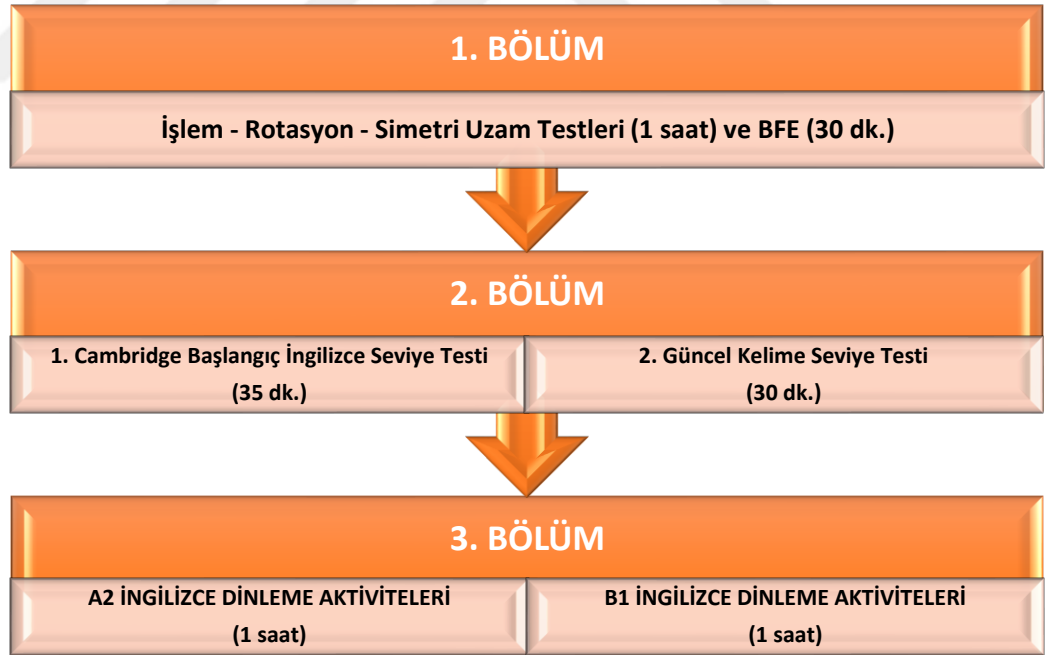 1. BÖLÜM
İşlem - Rotasyon - Simetri Uzam Testleri (1 saat) ve BFE (30 dk.)
2. BÖLÜM
1. Cambridge Başlangıç İngilizce Seviye Testi
(35 dk.)
2. Güncel Kelime Seviye Testi
(30 dk.)
3. BÖLÜM
A2 İNGİLİZCE DİNLEME AKTİVİTELERİ
(1 saat)
B1 İNGİLİZCE DİNLEME AKTİVİTELERİ
(1 saat)